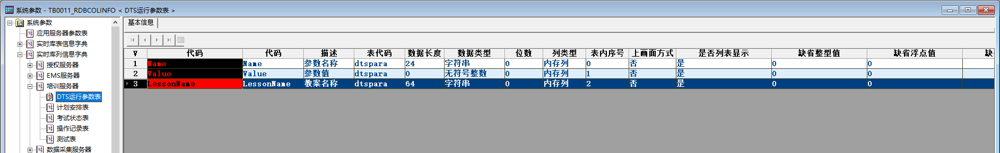 系统参数 - TB0011_RDBCOLINFO < DTS运行参数表 >
系统参数
应用服务器参数表
实时库表信息字典
实时库列信息字典
授权服务器
EMS服务器
培训服务器
DTS运行参数表
计划安排表
考试状态表
操作记录表
测试表
数据采集服务器
基本信息
V 代码 代码 描述 表代码 数据长度 数据类型 位数 列类型 表内序号 上画面方式 是否列表显示 缺省整型值 缺省浮点值 缺
1 Name Name 参数名称 dtspara 24 字符串 0 内存列 0 否 是 0 0
2 Value Value 参数值 dtspara 0 无符号整数 0 内存列 1 否 是 0 0
3 LessonName LessonName 教案名称 dtspara 64 字符串 0 内存列 2 否 是 0 0